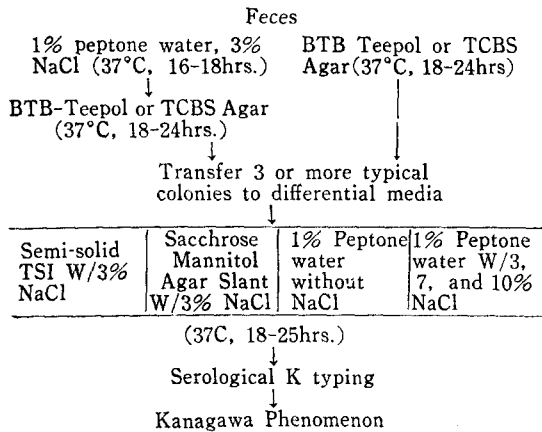 Feces
1% peptone water, 3%
NaCl (37°C, 16-18hrs.)
BTB Teepol or TCBS
Agar(37°C, 18-24hrs)
BTB-Teepol or TCBS Agar
(37°C, 18-24hrs.)
Transfer 3 or more typical
colonies to differential media
Semi-solid
TSI W/3%
NaCl
Sacchrose
Mannitol
Agar Slant
W/3% NaCl
1% Peptone
water
without
NaCl
1% Peptone
water W/3,
7, and 10%
NaCl
(37C, 18-25hrs.)
Serological K typing
Kanagawa Phenomenon